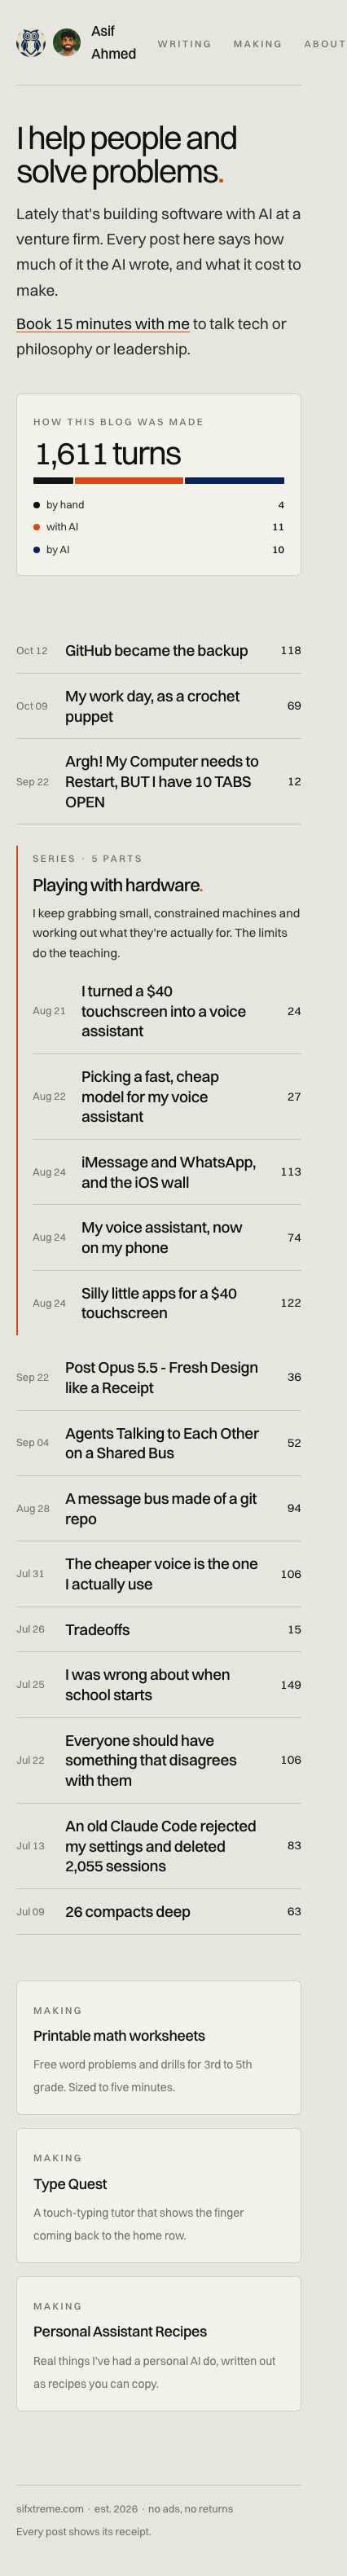 Asif
Ahmed
WRITING
MAKING
ABOUT
I help people and
solve problems.
Lately that's building software with AI at a
venture firm. Every post here says how
much of it the AI wrote, and what it cost to
make.
Book 15 minutes with me to talk tech or
philosophy or leadership.
HOW THIS BLOG WAS MADE
1,611 turns
by hand 4
with AI 11
by AI 10
Oct 12 GitHub became the backup 118
Oct 09 My work day, as a crochet
puppet 69
Sep 22 Argh! My Computer needs to
Restart, BUT I have 10 TABS
OPEN 12
SERIES · 5 PARTS
Playing with hardware.
I keep grabbing small, constrained machines and
working out what they're actually for. The limits
do the teaching.
Aug 21 I turned a $40
touchscreen into a voice
assistant 24
Aug 22 Picking a fast, cheap
model for my voice
assistant 27
Aug 24 iMessage and WhatsApp,
and the iOS wall 113
Aug 24 My voice assistant, now
on my phone 74
Aug 24 Silly little apps for a $40
touchscreen 122
Sep 22 Post Opus 5.5 - Fresh Design
like a Receipt 36
Sep 04 Agents Talking to Each Other
on a Shared Bus 52
Aug 28 A message bus made of a git
repo 94
Jul 31 The cheaper voice is the one
I actually use 106
Jul 26 Tradeoffs 15
Jul 25 I was wrong about when
school starts 149
Jul 22 Everyone should have
something that disagrees
with them 106
Jul 13 An old Claude Code rejected
my settings and deleted
2,055 sessions 83
Jul 09 26 compacts deep 63
MAKING
Printable math worksheets
Free word problems and drills for 3rd to 5th
grade. Sized to five minutes.
MAKING
Type Quest
A touch-typing tutor that shows the finger
coming back to the home row.
MAKING
Personal Assistant Recipes
Real things I've had a personal AI do, written out
as recipes you can copy.
sifxtreme.com · est. 2026 · no ads, no returns
Every post shows its receipt.